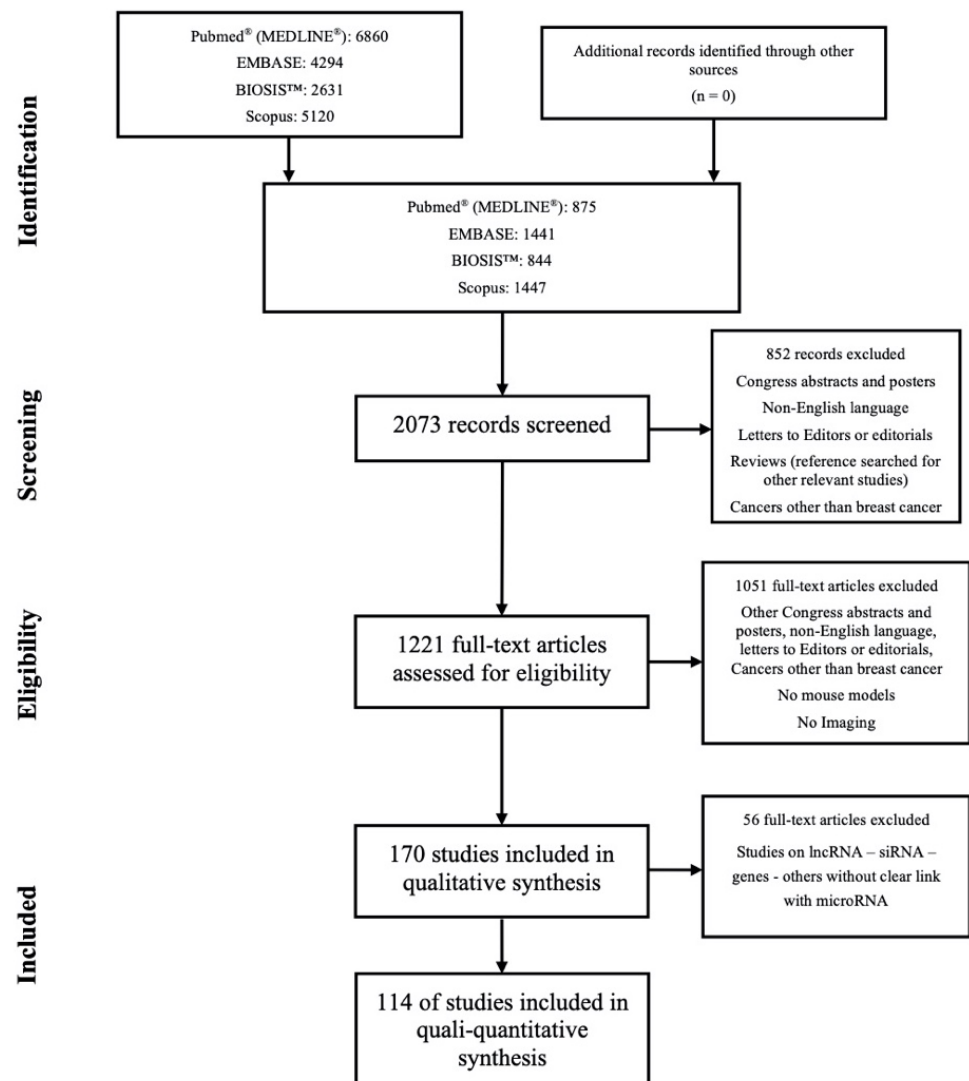 Pubmed® (MEDLINE®): 6860
EMBASE: 4294
BIOSIS™: 2631
Scopus: 5120
Additional records identified through other
sources
(n = 0)
Identification
Pubmed® (MEDLINE®): 875
EMBASE: 1441
BIOSIS™: 844
Scopus: 1447
Screening
2073 records screened
852 records excluded
Congress abstracts and posters
Non-English language
Letters to Editors or editorials
Reviews (reference searched for
other relevant studies)
Cancers other than breast cancer
Eligibility
1221 full-text articles
assessed for eligibility
1051 full-text articles excluded
Other Congress abstracts and
posters, non-English language,
letters to Editors or editorials,
Cancers other than breast cancer
No mouse models
No Imaging
Included
170 studies included in
qualitative synthesis
56 full-text articles excluded
Studies on lncRNA – siRNA –
genes - others without clear link
with microRNA
114 of studies included in
quali-quantitative
synthesis